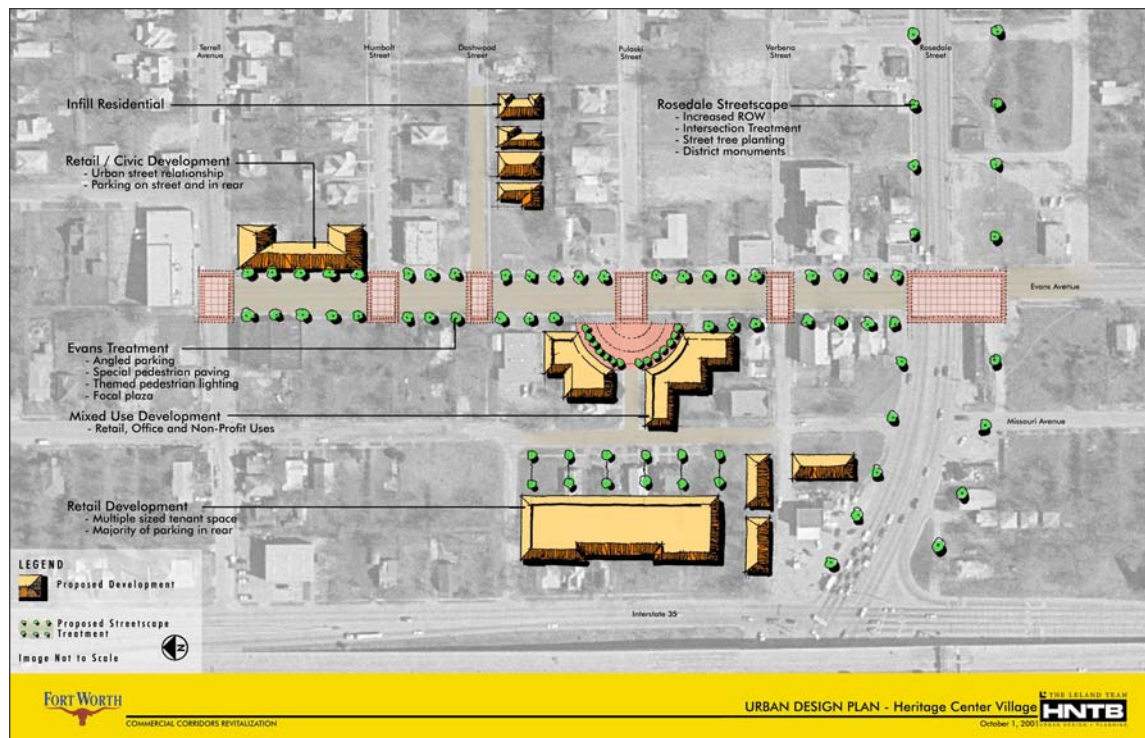 Terrell
Avenue
Humbolt
Street
Dashwood
Street
Pulaski
Street
Verbena
Street
Rosedale
Street
Infill Residential
Rosedale Streetscape
- Increased ROW
- Intersection Treatment
- Street tree planting
- District monuments
Retail / Civic Development
- Urban street relationship
- Parking on street and in rear
Evans Avenue
Evans Treatment
- Angled parking
- Special pedestrian paving
- Themed pedestrian lighting
- Focal plaza
Mixed Use Development
- Retail, Office and Non-Profit Uses
Missouri Avenue
Retail Development
- Multiple sized tenant space
- Majority of parking in rear
LEGEND
Proposed Development
Proposed Streetscape
Treatment
Image Not to Scale
N
Interstate 35
FORT WORTH
COMMERCIAL CORRIDORS REVITALIZATION
URBAN DESIGN PLAN - Heritage Center Village
October 1, 2001
THE LELAND TEAM
HNTB
URBAN DESIGN + PLANNING